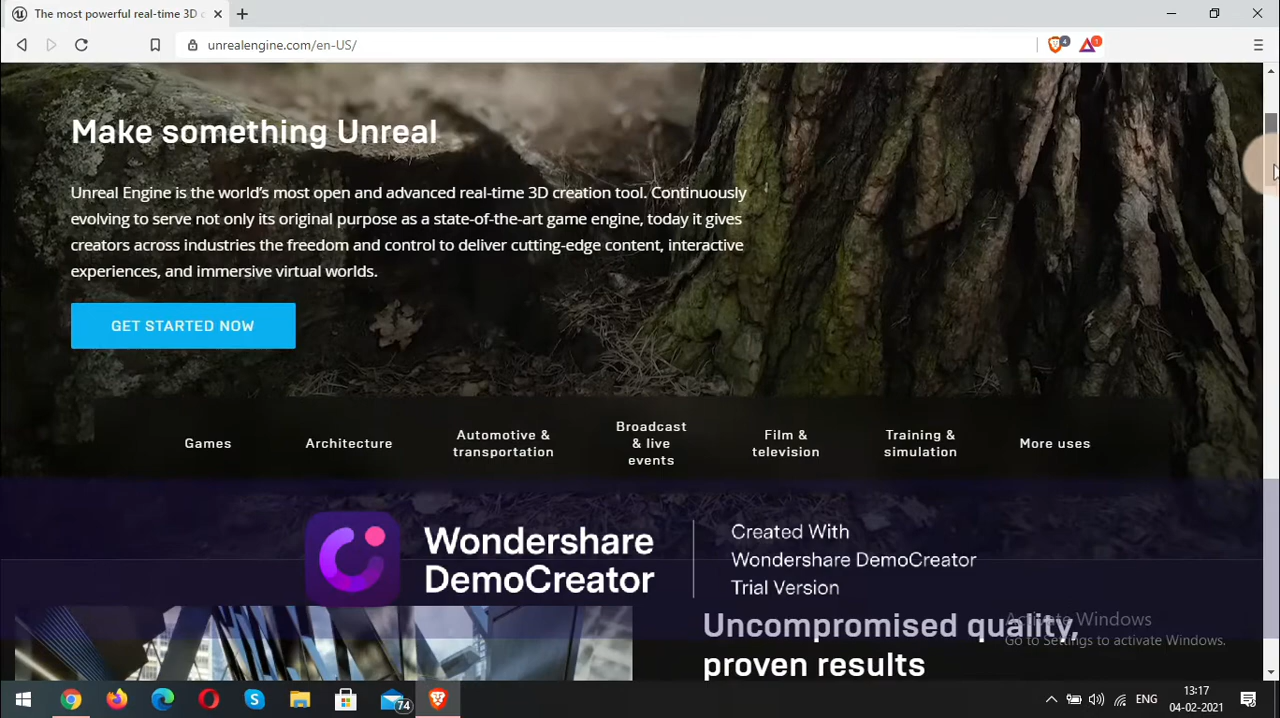 The most powerful real-time 3D
unrealengine.com/en-US/
4
1
Make something Unreal
Unreal Engine is the world's most open and advanced real-time 3D creation tool. Continuously
evolving to serve not only its original purpose as a state-of-the-art game engine, today it gives
creators across industries the freedom and control to deliver cutting-edge content, interactive
experiences, and immersive virtual worlds.
GET STARTED NOW
Games
Architecture
Automotive &
transportation
Broadcast
& live
events
Film &
television
Training &
simulation
More uses
Wondershare
DemoCreator
Created With
Wondershare DemoCreator
Trial Version
Uncompromised quality,
proven results
Activate Windows
Go to Settings to activate Windows.
74
ENG
13:17
04-02-2021